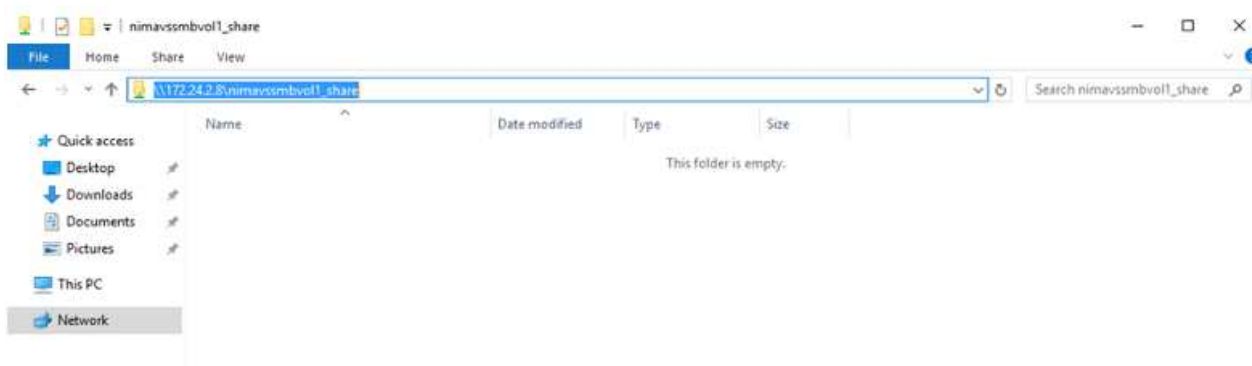 nimavssmbvol1_share
File Home Share View
\\172.24.2.8\nimavssmbvol1_share
Search nimavssmbvol1_share
Name Date modified Type Size
This folder is empty.
Quick access
Desktop
Downloads
Documents
Pictures
This PC
Network